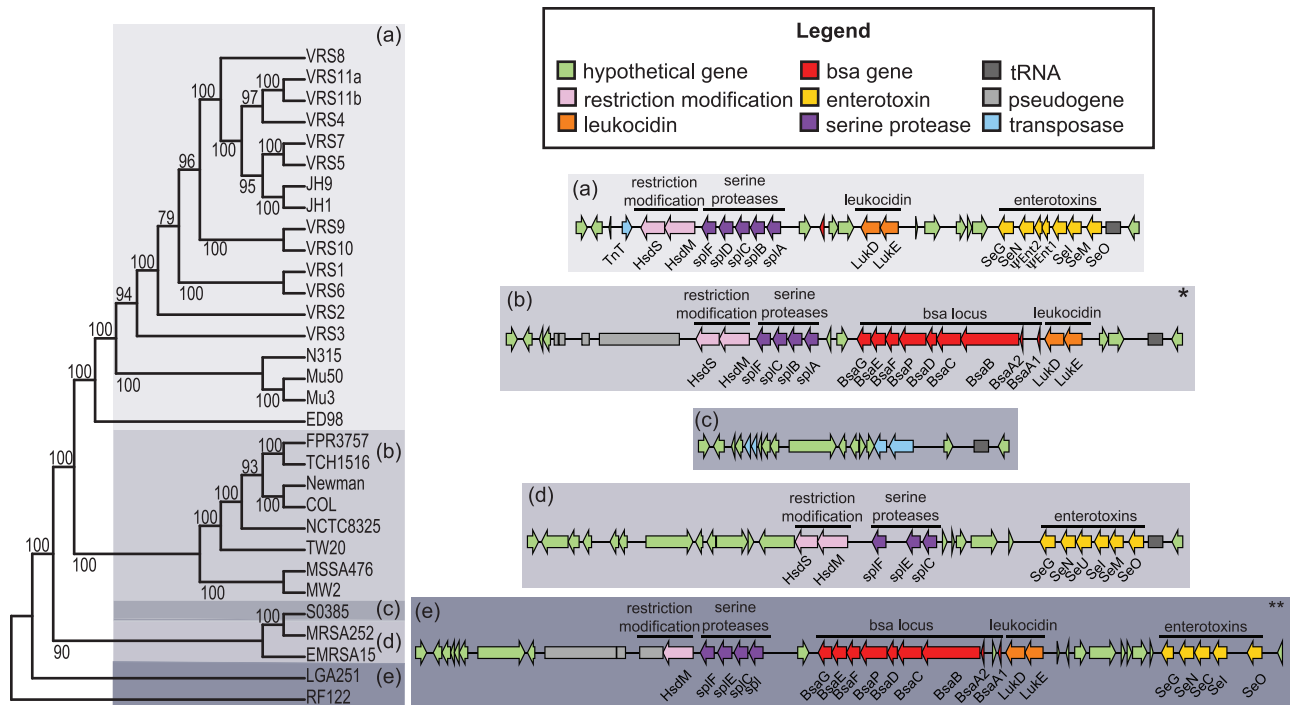 (a)
VRS8
VRS11a
VRS11b
VRS4
VRS7
VRS5
JH9
JH1
VRS9
VRS10
VRS1
VRS6
VRS2
VRS3
N315
Mu50
Mu3
ED98
(b)
FPR3757
TCH1516
Newman
COL
NCTC8325
TW20
MSSA476
MW2
(c)
S0385
(d)
MRSA252
EMRSA15
(e)
LGA251
RF122
100
100
97
100
100
96
95
100
79
100
100
94
100
100
100
100
100
93
100
100
100
100
100
100
100
90
Legend
hypothetical gene
bsa gene
tRNA
restriction modification
enterotoxin
pseudogene
leukocidin
serine protease
transposase
(a)
restriction modification
serine proteases
leukocidin
enterotoxins
TnT HsdS HsdM splF splD splC splB splA LukD LukE SeG SeN ΨEnt2 ΨEnt1 SeI SeM SeO
(b)
*
restriction modification
serine proteases
bsa locus
leukocidin
HsdS HsdM splF splC splB splA BsaG BsaE BsaF BsaP BsaD BsaC BsaB BsaA2 BsaA1 LukD LukE
(c)
(d)
restriction modification
serine proteases
enterotoxins
HsdS HsdM splF splE splC SeG SeN SeU SeI SeM SeO
(e)
**
restriction modification
serine proteases
bsa locus
leukocidin
enterotoxins
HsdM splF splE splC spl BsaG BsaE BsaF BsaP BsaD BsaC BsaB BsaA2 BsaA1 LukD LukE SeG SeN SeC SeI SeO